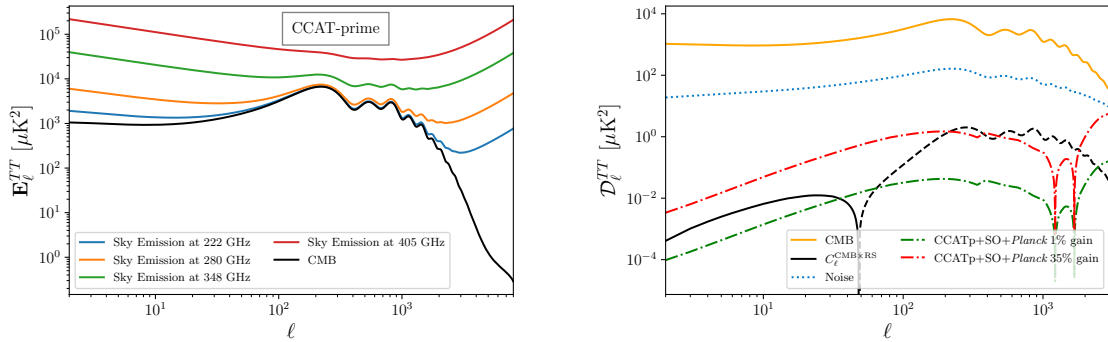 CCAT-prime
E_ℓ^{TT} [μK2]
10^5
10^4
10^3
10^2
10^1
10^0
Sky Emission at 222 GHz
Sky Emission at 280 GHz
Sky Emission at 348 GHz
Sky Emission at 405 GHz
CMB
10^1
10^2
10^3
ℓ
D_ℓ^{TT} [μK2]
10^4
10^2
10^0
10^{-2}
10^{-4}
CMB
C_ℓ^{CMB×RS}
Noise
CCATp+SO+Planck 1% gain
CCATp+SO+Planck 35% gain
10^1
10^2
10^3
ℓ